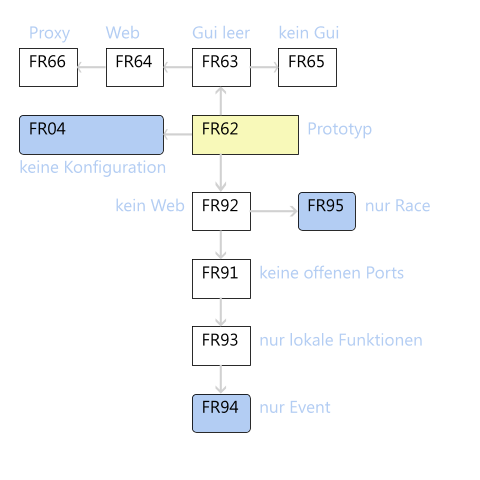 Proxy Web Gui leer kein Gui
FR66 FR64 FR63 FR65
FR04 FR62 Prototyp
keine Konfiguration
kein Web FR92 FR95 nur Race
FR91 keine offenen Ports
FR93 nur lokale Funktionen
FR94 nur Event